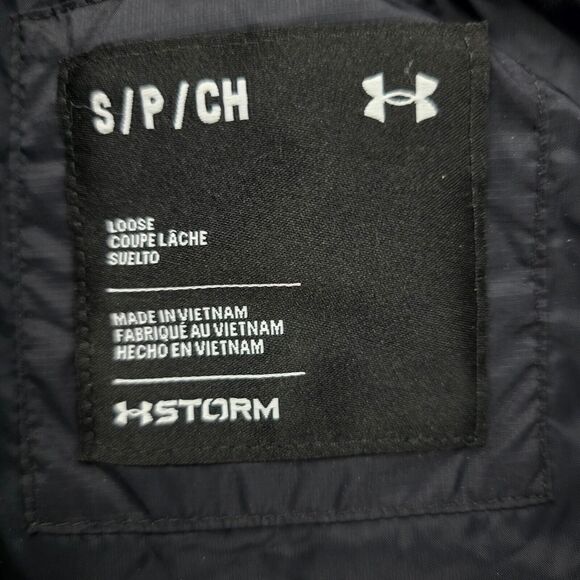 S/P/CH
LOOSE
COUPE LÂCHE
SUELTO
MADE IN VIETNAM
FABRIQUÉ AU VIETNAM
HECHO EN VIETNAM
STORM